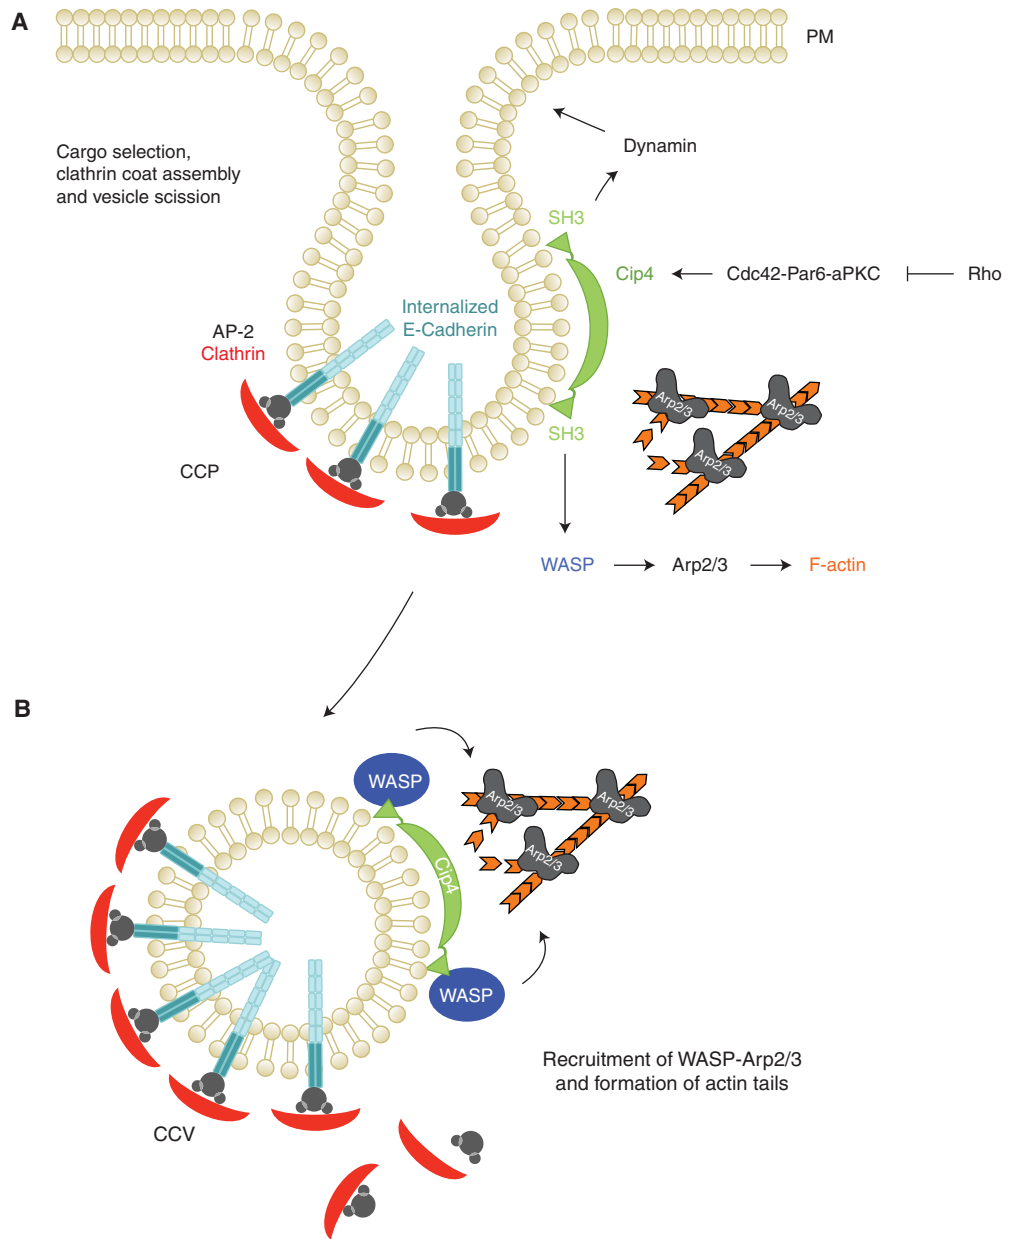 A
PM
Cargo selection,
clathrin coat assembly
and vesicle scission
Dynamin
SH3
Cip4
Cdc42-Par6-aPKC
Rho
Internalized
E-Cadherin
AP-2
Clathrin
SH3
CCP
Arp2/3
Arp2/3
Arp2/3
WASP
Arp2/3
F-actin
B
WASP
Cip4
Arp2/3
Arp2/3
Arp2/3
WASP
Recruitment of WASP-Arp2/3
and formation of actin tails
CCV